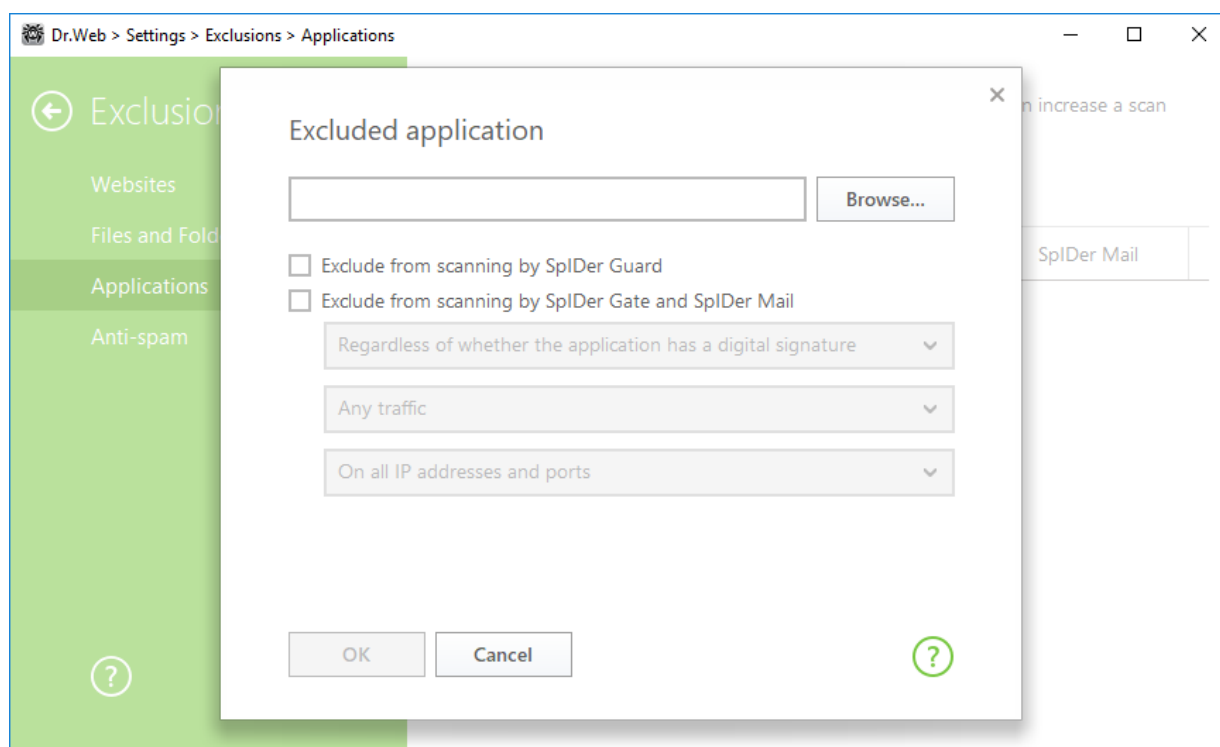 Dr.Web > Settings > Exclusions > Applications
Exclusio
Websites
Files and Fold
Applications
Anti-spam
?
n increase a scan
SpIDer Mail
Excluded application
Browse...
Exclude from scanning by SpIDer Guard
Exclude from scanning by SpIDer Gate and SpIDer Mail
Regardless of whether the application has a digital signature
Any traffic
On all IP addresses and ports
OK
Cancel
?